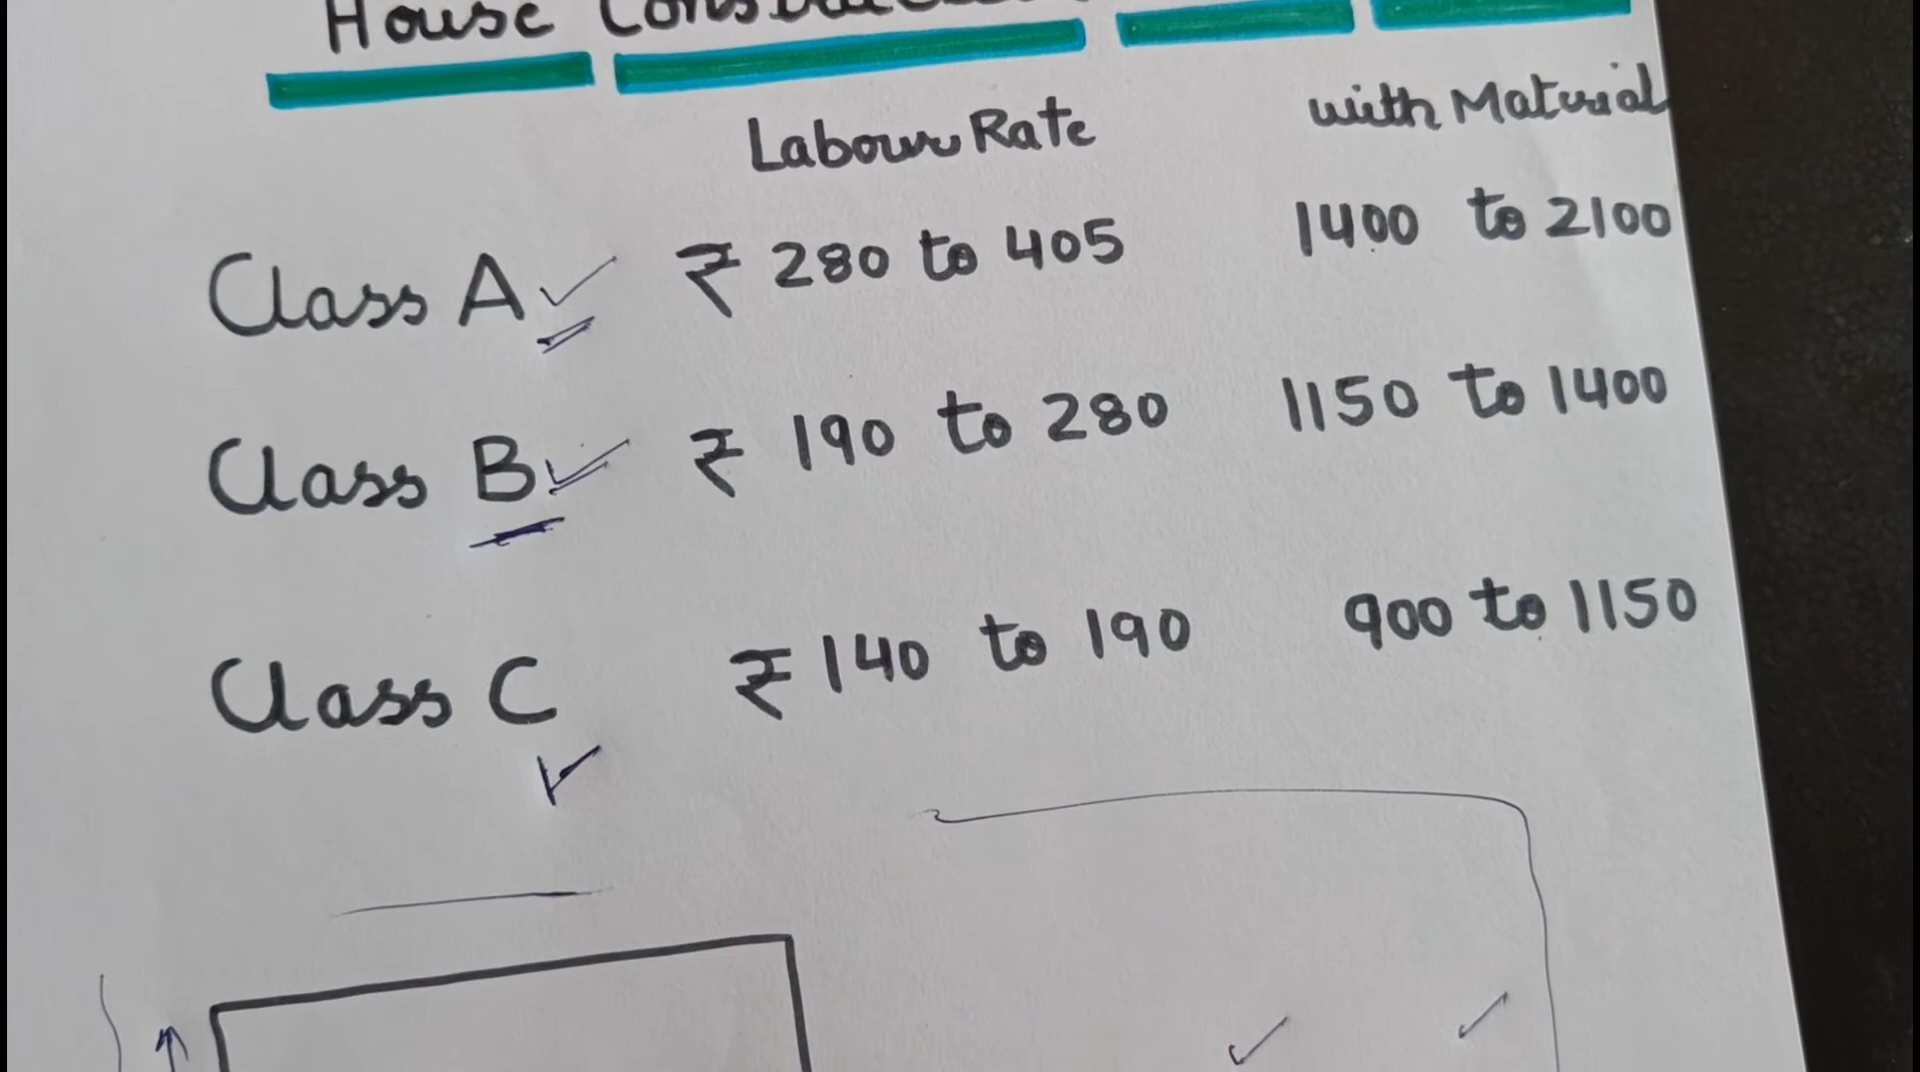 House
Labour Rate with Material
Class A ₹ 280 to 405 1400 to 2100
Class B ₹ 190 to 280 1150 to 1400
Class C ₹ 140 to 190 900 to 1150